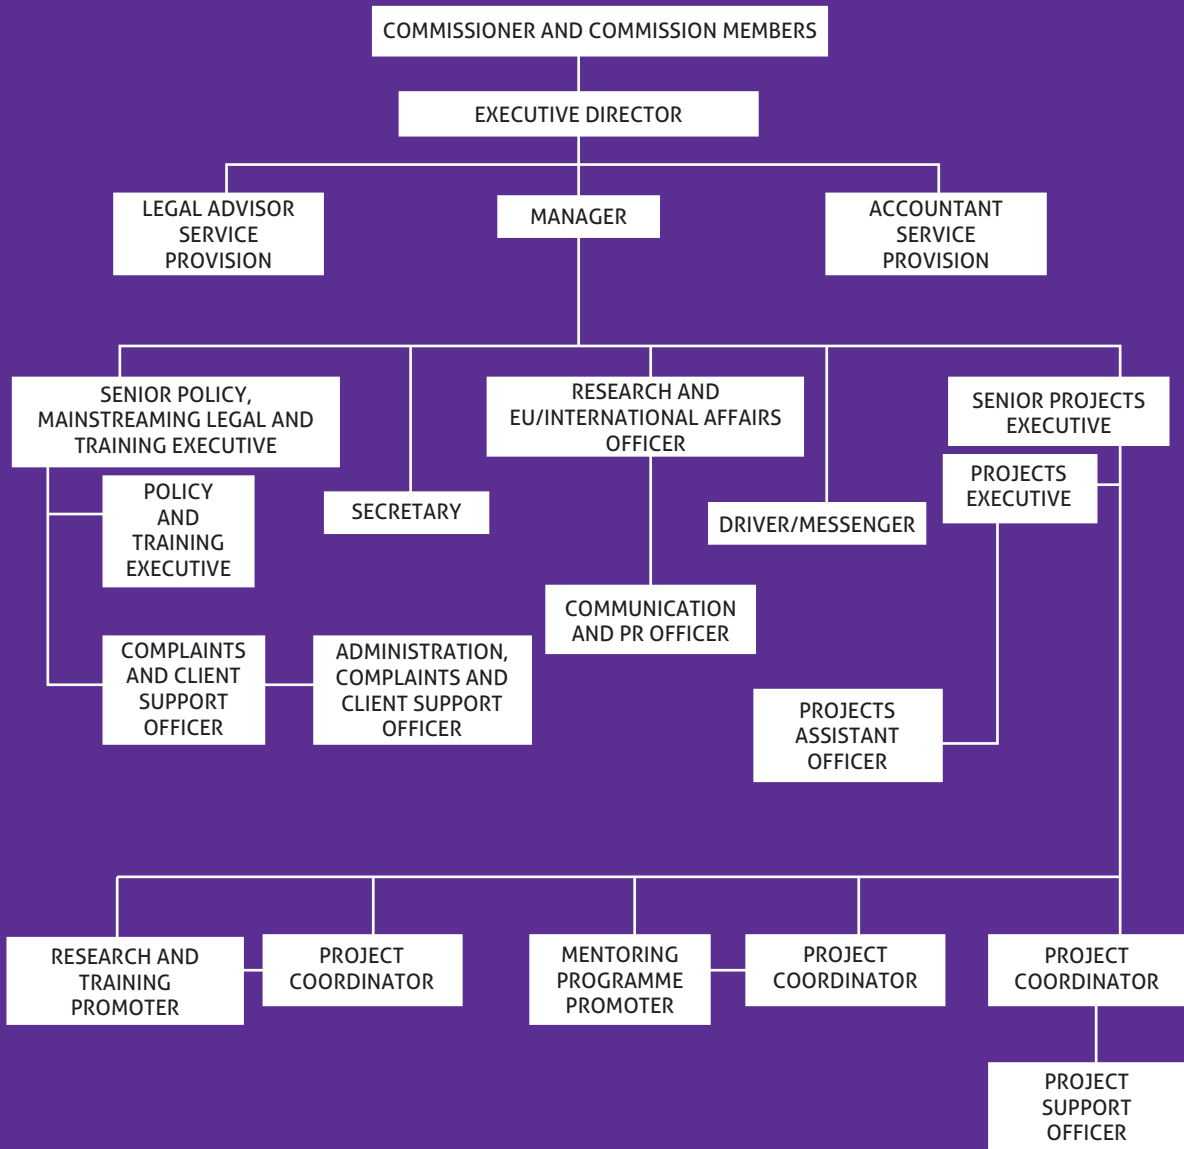 COMMISSIONER AND COMMISSION MEMBERS
EXECUTIVE DIRECTOR
LEGAL ADVISOR
SERVICE
PROVISION
MANAGER
ACCOUNTANT
SERVICE
PROVISION
SENIOR POLICY,
MAINSTREAMING LEGAL AND
TRAINING EXECUTIVE
RESEARCH AND
EU/INTERNATIONAL AFFAIRS
OFFICER
SENIOR PROJECTS
EXECUTIVE
POLICY
AND
TRAINING
EXECUTIVE
SECRETARY
DRIVER/MESSENGER
PROJECTS
EXECUTIVE
COMMUNICATION
AND PR OFFICER
COMPLAINTS
AND CLIENT
SUPPORT
OFFICER
ADMINISTRATION,
COMPLAINTS AND
CLIENT SUPPORT
OFFICER
PROJECTS
ASSISTANT
OFFICER
RESEARCH AND
TRAINING
PROMOTER
PROJECT
COORDINATOR
MENTORING
PROGRAMME
PROMOTER
PROJECT
COORDINATOR
PROJECT
COORDINATOR
PROJECT
SUPPORT
OFFICER